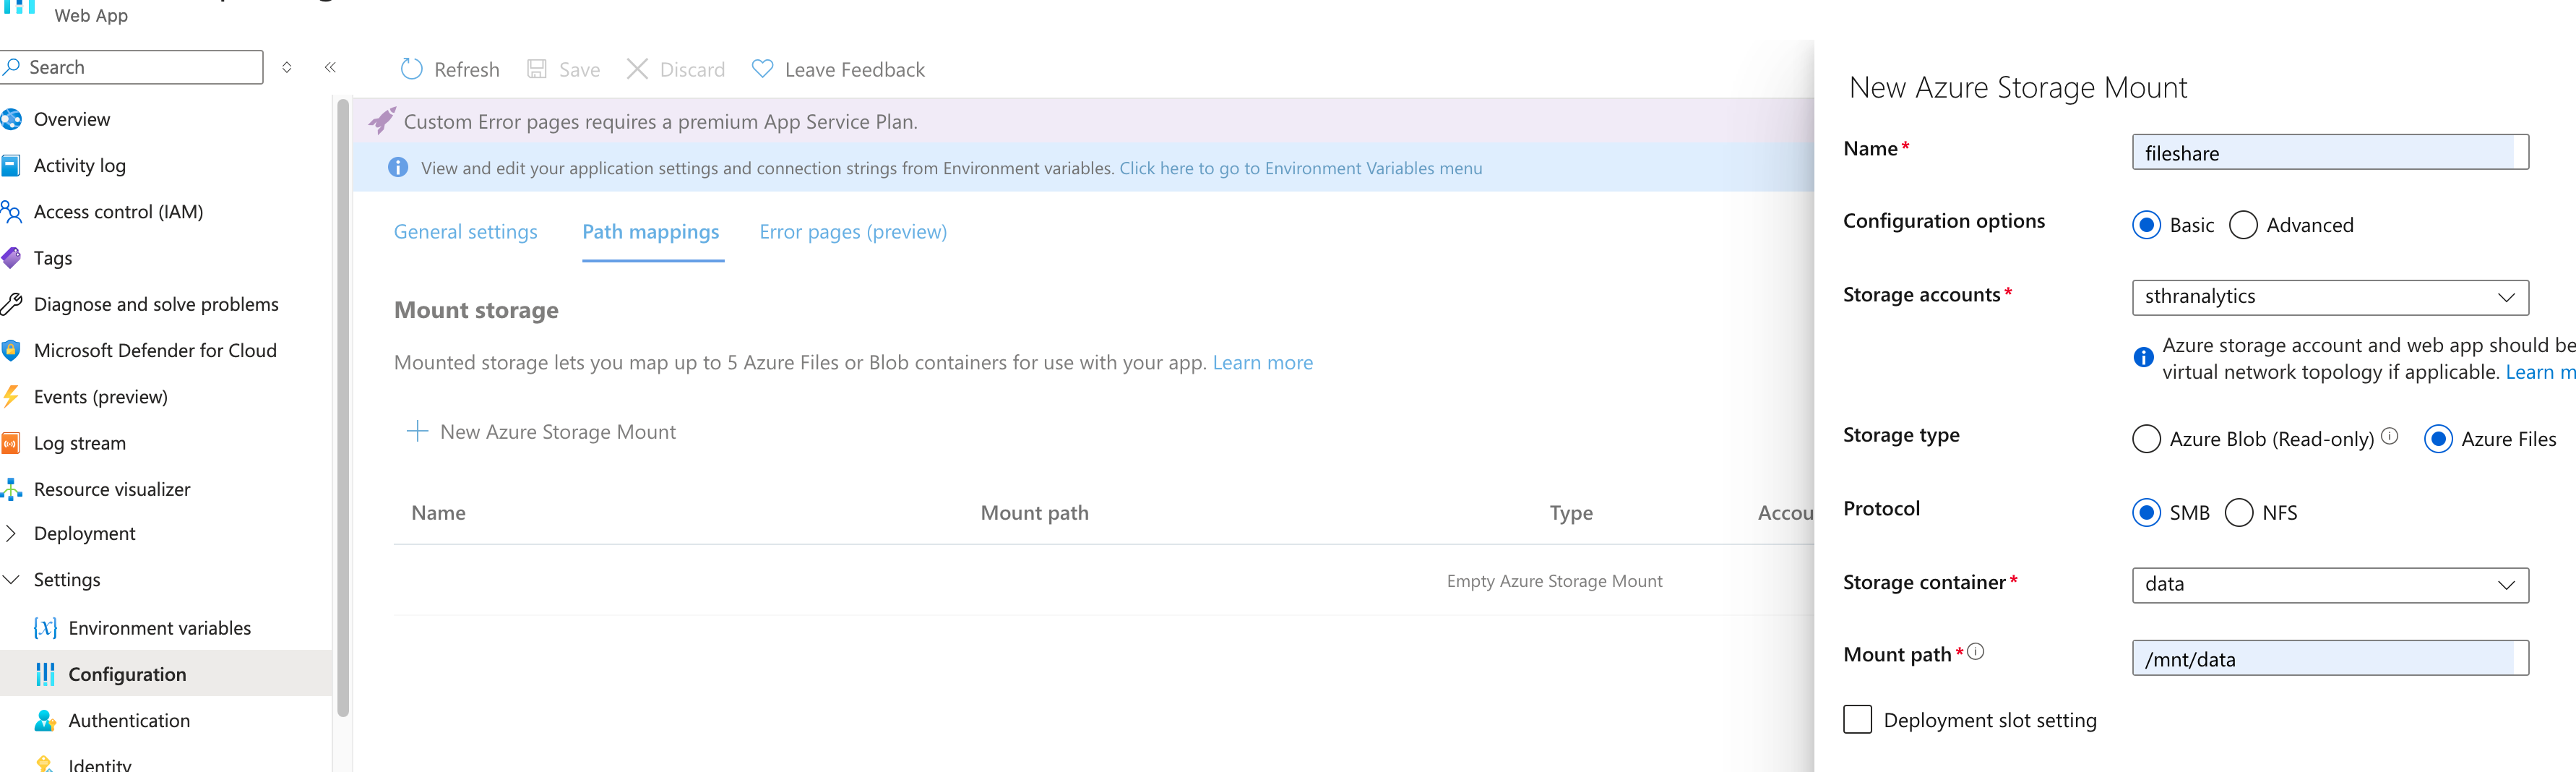 Web App
Search
Overview
Activity log
Access control (IAM)
Tags
Diagnose and solve problems
Microsoft Defender for Cloud
Events (preview)
Log stream
Resource visualizer
Deployment
Settings
Environment variables
Configuration
Authentication
Identity
Refresh
Save
Discard
Leave Feedback
Custom Error pages requires a premium App Service Plan.
View and edit your application settings and connection strings from Environment variables. Click here to go to Environment Variables menu
General settings
Path mappings
Error pages (preview)
Mount storage
Mounted storage lets you map up to 5 Azure Files or Blob containers for use with your app. Learn more
New Azure Storage Mount
Name
Mount path
Type
Accou
Empty Azure Storage Mount
New Azure Storage Mount
Name*
fileshare
Configuration options
Basic
Advanced
Storage accounts*
sthranalytics
Azure storage account and web app should be
virtual network topology if applicable. Learn m
Storage type
Azure Blob (Read-only)
Azure Files
Protocol
SMB
NFS
Storage container*
data
Mount path*
/mnt/data
Deployment slot setting